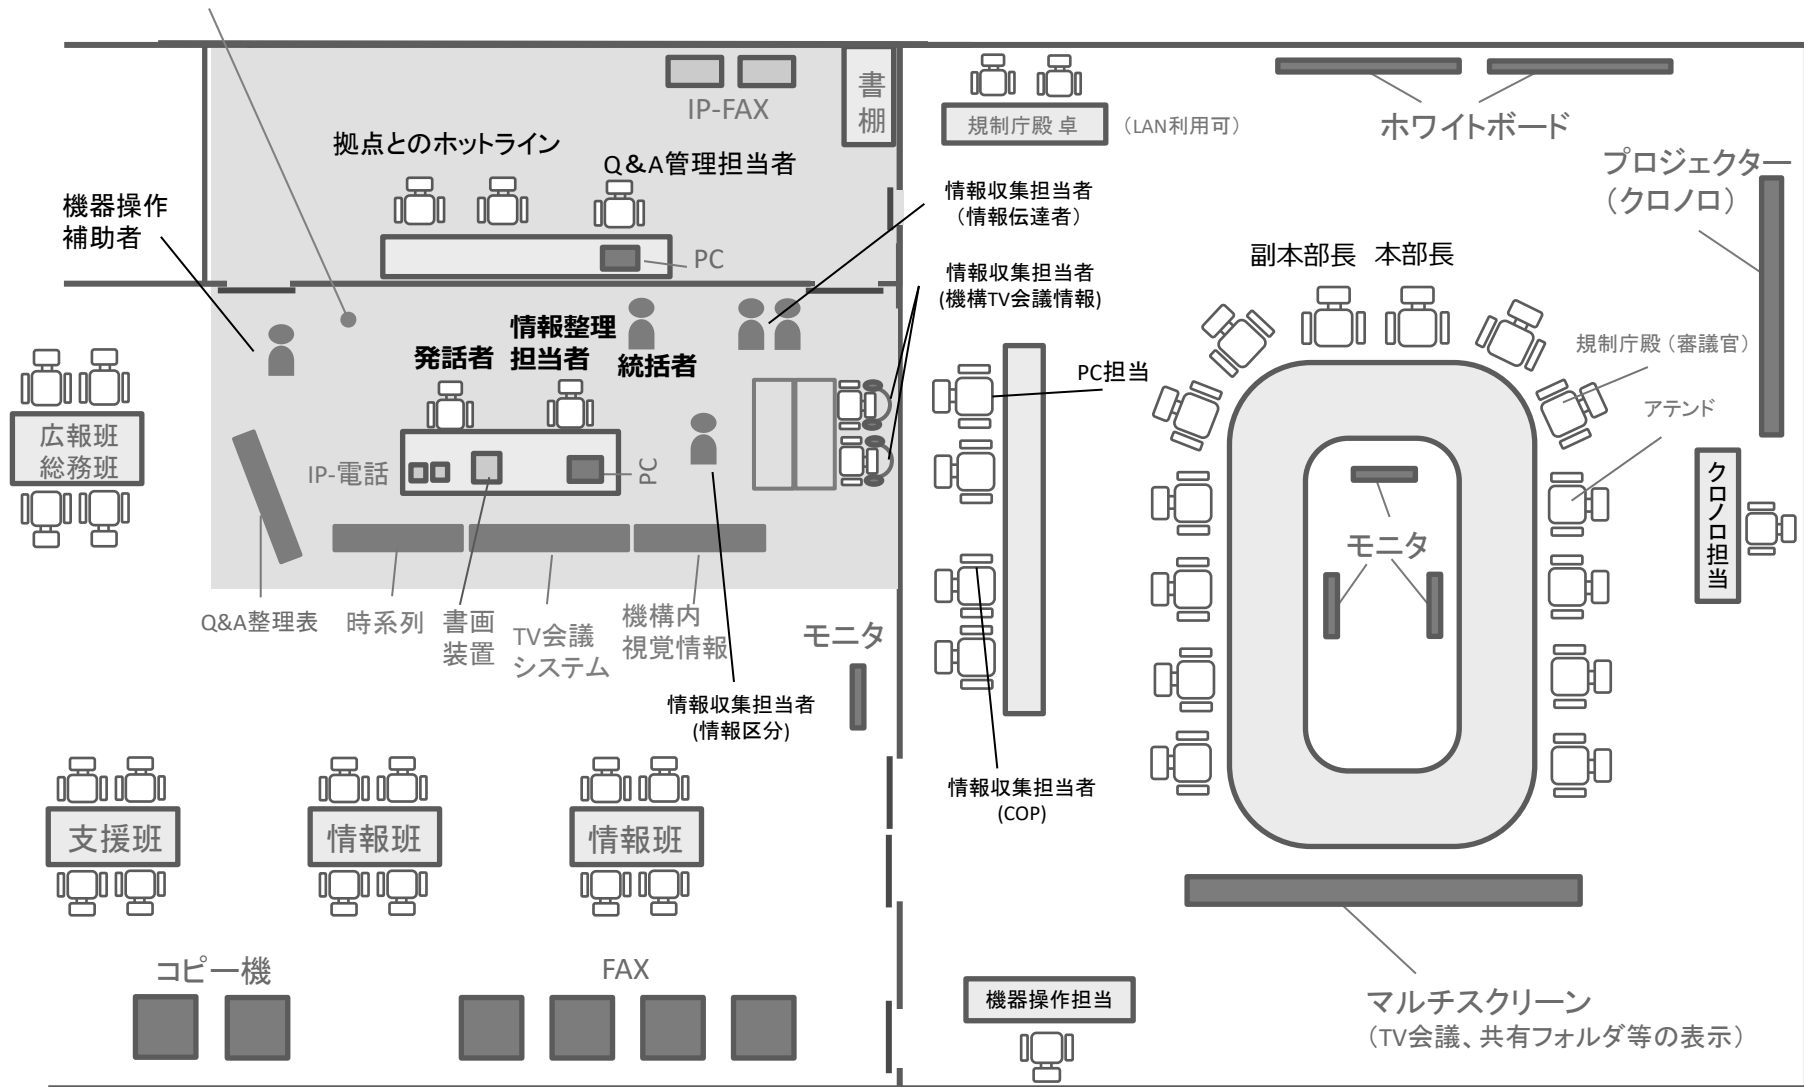 IP-FAX
書
棚
拠点とのホットライン
Q&A管理担当者
機器操作
補助者
PC
規制庁殿 卓
（LAN利用可）
ホワイトボード
プロジェクター
（クロノロ）
情報収集担当者
（情報伝達者）
情報収集担当者
(機構TV会議情報)
副本部長
本部長
規制庁殿（審議官）
アテンド
PC担当
情報整理
担当者
発話者
統括者
広報班
総務班
IP-電話
PC
クロノロ担当
モニタ
Q&A整理表
時系列
書画
装置
TV会議
システム
機構内
視覚情報
モニタ
情報収集担当者
(情報区分)
情報収集担当者
(COP)
支援班
情報班
情報班
コピー機
FAX
機器操作担当
マルチスクリーン
（TV会議、共有フォルダ等の表示）